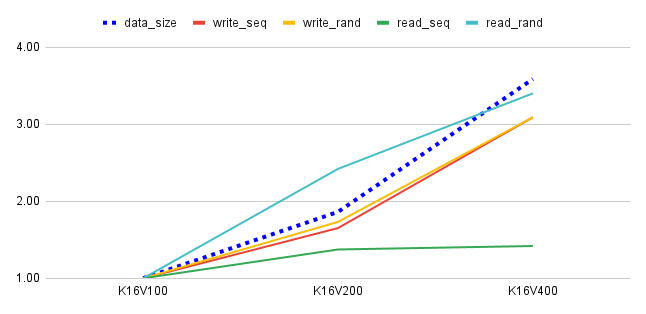 data_size write_seq write_rand read_seq read_rand
4.00
3.00
2.00
1.00
K16V100 K16V200 K16V400